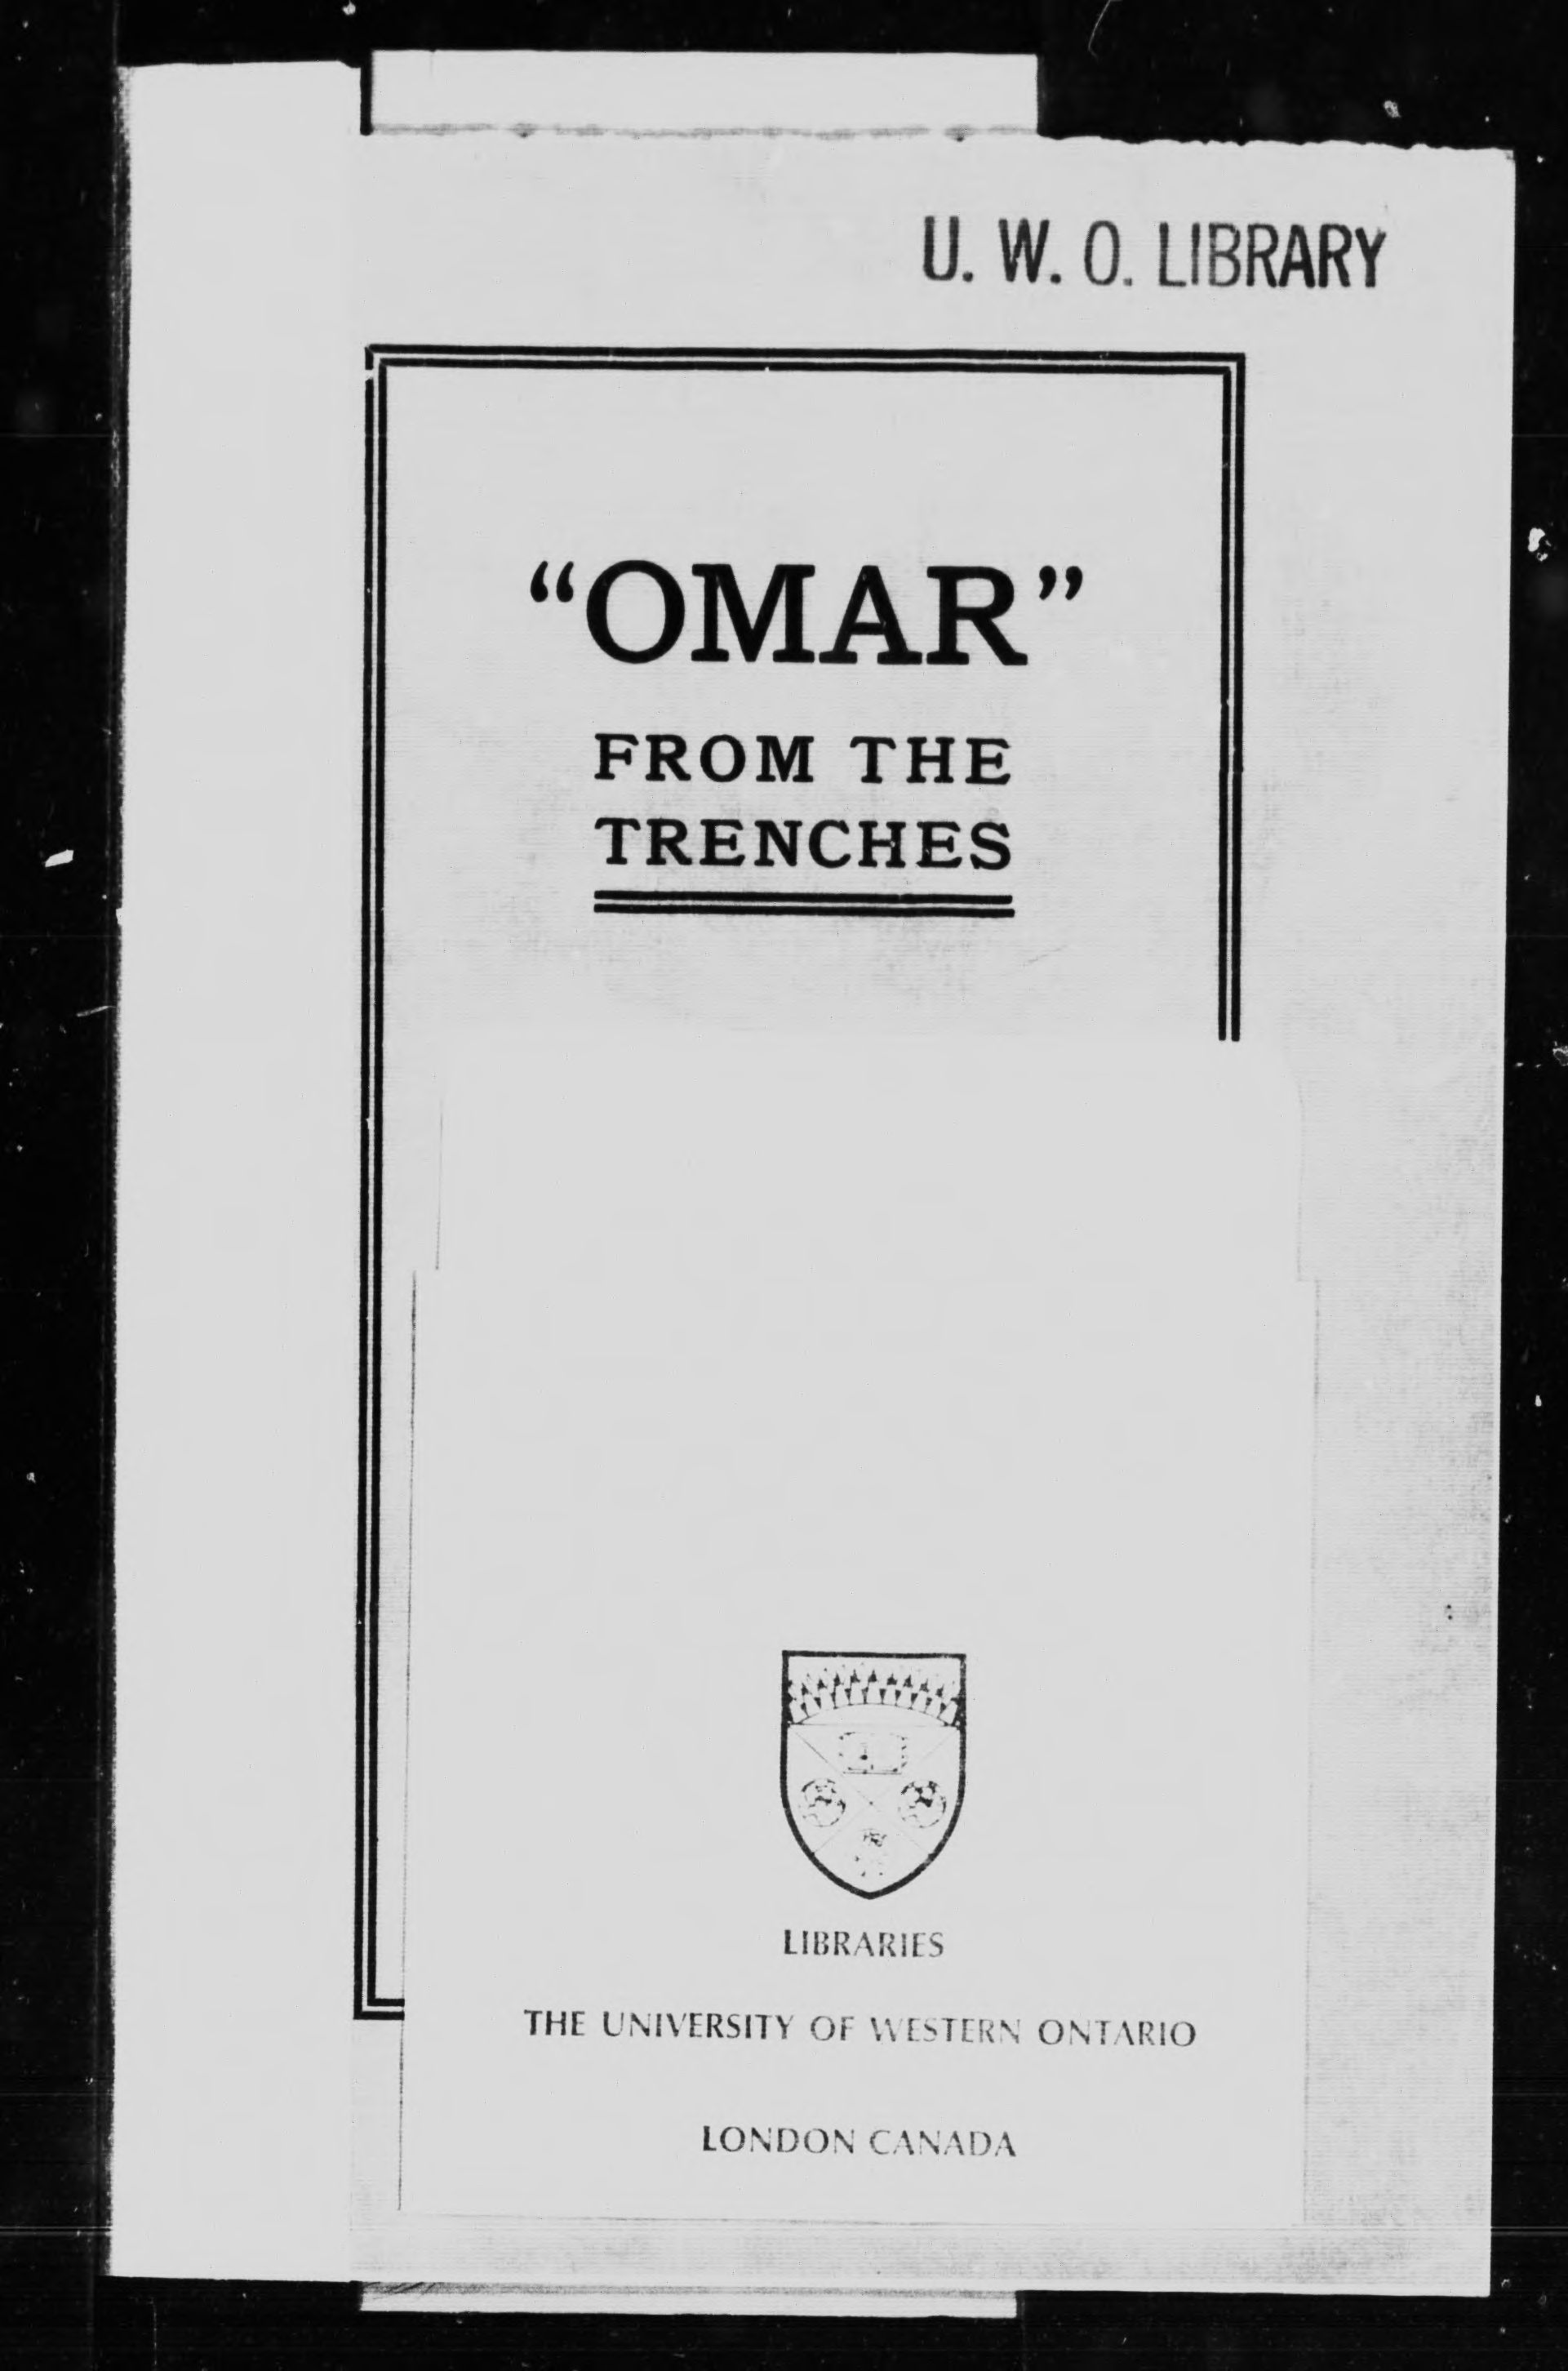 U. W. O. LIBRARY
“OMAR”
FROM THE
TRENCHES
LIBRARIES
THE UNIVERSITY OF WESTERN ONTARIO
LONDON CANADA